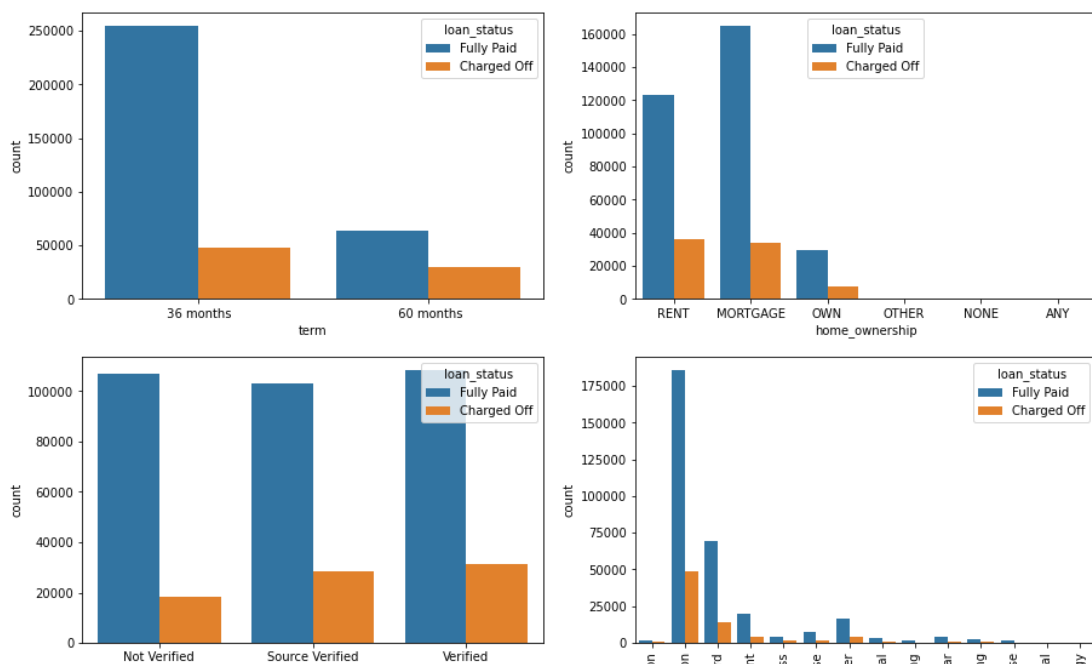 loan_status
Fully Paid
Charged Off
250000
200000
150000
100000
50000
0
count
36 months
60 months
term
loan_status
Fully Paid
Charged Off
160000
140000
120000
100000
80000
60000
40000
20000
0
count
RENT
MORTGAGE
OWN
OTHER
NONE
ANY
home_ownership
loan_status
Fully Paid
Charged Off
100000
80000
60000
40000
20000
0
count
Not Verified
Source Verified
Verified
loan_status
Fully Paid
Charged Off
175000
150000
125000
100000
75000
50000
25000
0
count